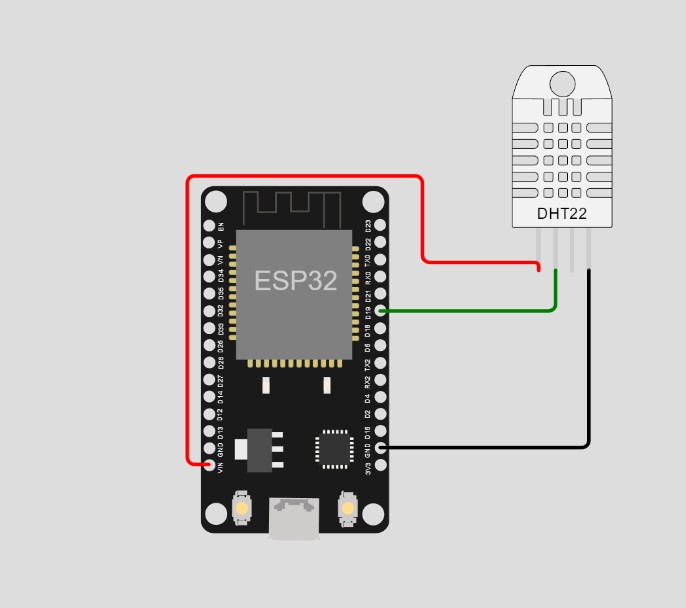 DHT22
ESP32
EN
VP
VN
D34
D35
D32
D33
D25
D26
D27
D14
D12
D13
GND
VIN
D23
D22
TX0
RX0
D21
D19
D18
D5
TX2
RX2
D4
D2
D15
GND
3V3